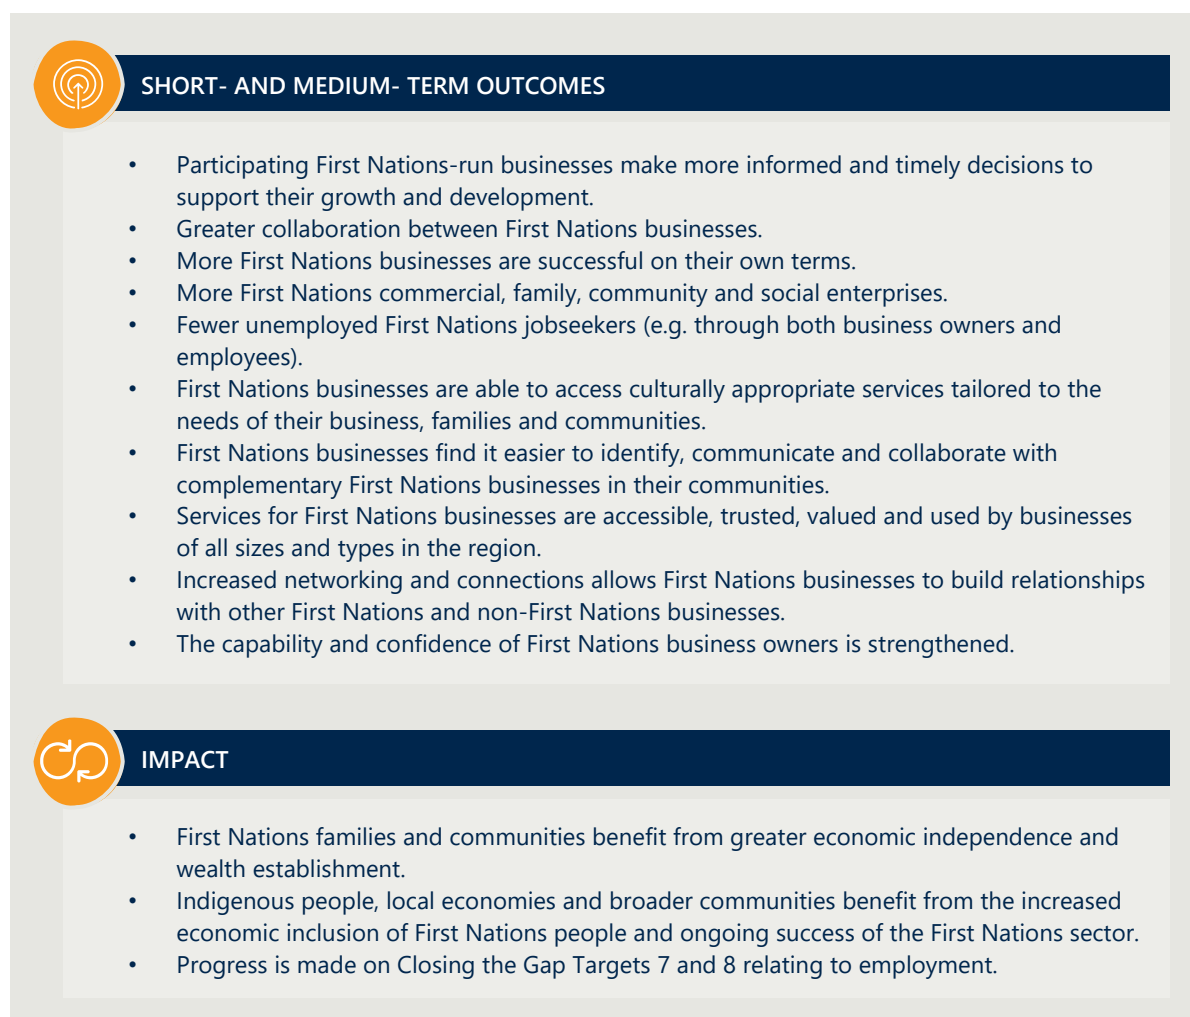 SHORT- AND MEDIUM- TERM OUTCOMES
• Participating First Nations-run businesses make more informed and timely decisions to
support their growth and development.
• Greater collaboration between First Nations businesses.
• More First Nations businesses are successful on their own terms.
• More First Nations commercial, family, community and social enterprises.
• Fewer unemployed First Nations jobseekers (e.g. through both business owners and
employees).
• First Nations businesses are able to access culturally appropriate services tailored to the
needs of their business, families and communities.
• First Nations businesses find it easier to identify, communicate and collaborate with
complementary First Nations businesses in their communities.
• Services for First Nations businesses are accessible, trusted, valued and used by businesses
of all sizes and types in the region.
• Increased networking and connections allows First Nations businesses to build relationships
with other First Nations and non-First Nations businesses.
• The capability and confidence of First Nations business owners is strengthened.
IMPACT
• First Nations families and communities benefit from greater economic independence and
wealth establishment.
• Indigenous people, local economies and broader communities benefit from the increased
economic inclusion of First Nations people and ongoing success of the First Nations sector.
• Progress is made on Closing the Gap Targets 7 and 8 relating to employment.